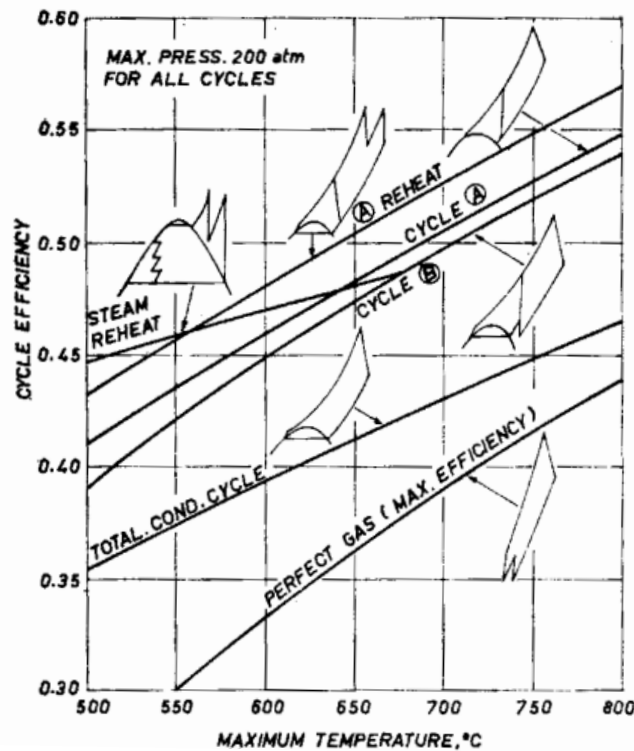 0.60
MAX. PRESS. 200 atm
FOR ALL CYCLES
0.55
Ⓐ REHEAT
CYCLE Ⓐ
0.50
CYCLE Ⓑ
STEAM
REHEAT
CYCLE EFFICIENCY
0.45
0.40
TOTAL. COND. CYCLE
PERFECT GAS (MAX. EFFICIENCY)
0.35
0.30
500 550 600 650 700 750 800
MAXIMUM TEMPERATURE, °C